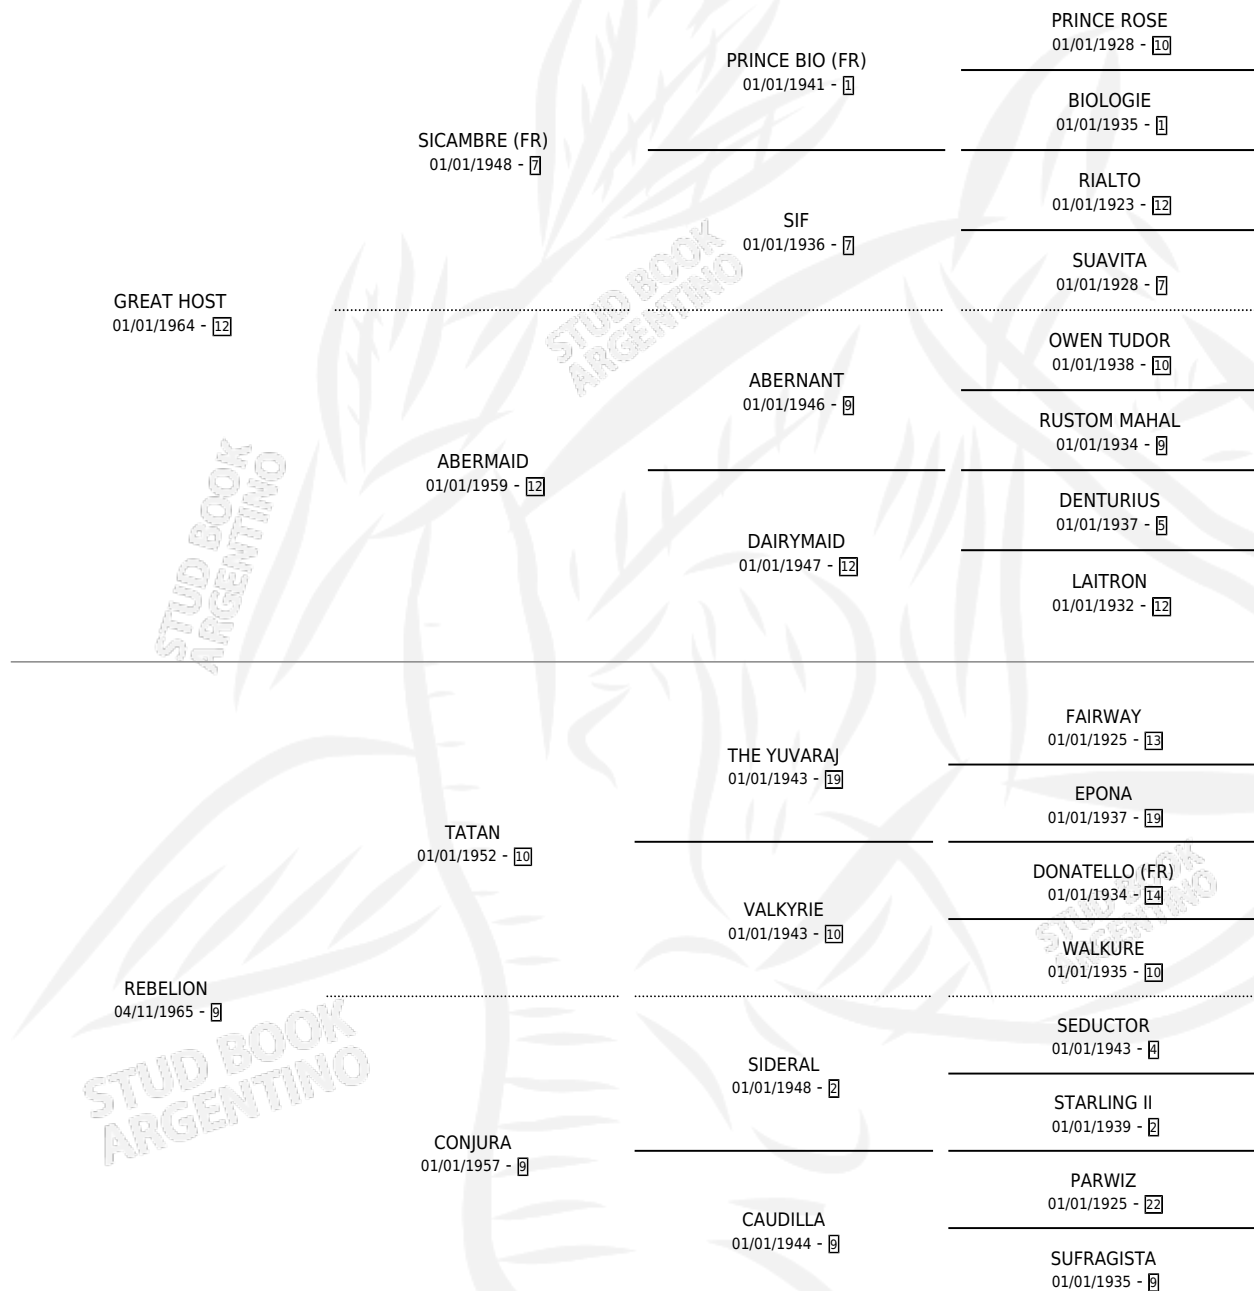 PRINCE ROSE
01/01/1928 - 10
PRINCE BIO (FR)
01/01/1941 - 1
BIOLOGIE
01/01/1935 - 1
SICAMBRE (FR)
01/01/1948 - 7
RIALTO
01/01/1923 - 12
SIF
01/01/1936 - 7
SUAVITA
01/01/1928 - 7
GREAT HOST
01/01/1964 - 12
OWEN TUDOR
01/01/1938 - 10
ABERNANT
01/01/1946 - 9
RUSTOM MAHAL
01/01/1934 - 9
ABERMAID
01/01/1959 - 12
DENTURIUS
01/01/1937 - 5
DAIRYMAID
01/01/1947 - 12
LAITRON
01/01/1932 - 12
STUD BOOK
ARGENTINO
STUD BOOK
ARGENTINO
FAIRWAY
01/01/1925 - 13
THE YUVARAJ
01/01/1943 - 19
EPONA
01/01/1937 - 19
TATAN
01/01/1952 - 10
DONATELLO (FR)
01/01/1934 - 14
VALKYRIE
01/01/1943 - 10
WALKURE
01/01/1935 - 10
STUD BOOK
ARGENTINO
REBELION
04/11/1965 - 9
SEDUCTOR
01/01/1943 - 4
SIDERAL
01/01/1948 - 2
STARLING II
01/01/1939 - 2
CONJURA
01/01/1957 - 9
PARWIZ
01/01/1925 - 22
CAUDILLA
01/01/1944 - 9
SUFRAGISTA
01/01/1935 - 9
STUD BOOK
ARGENTINO